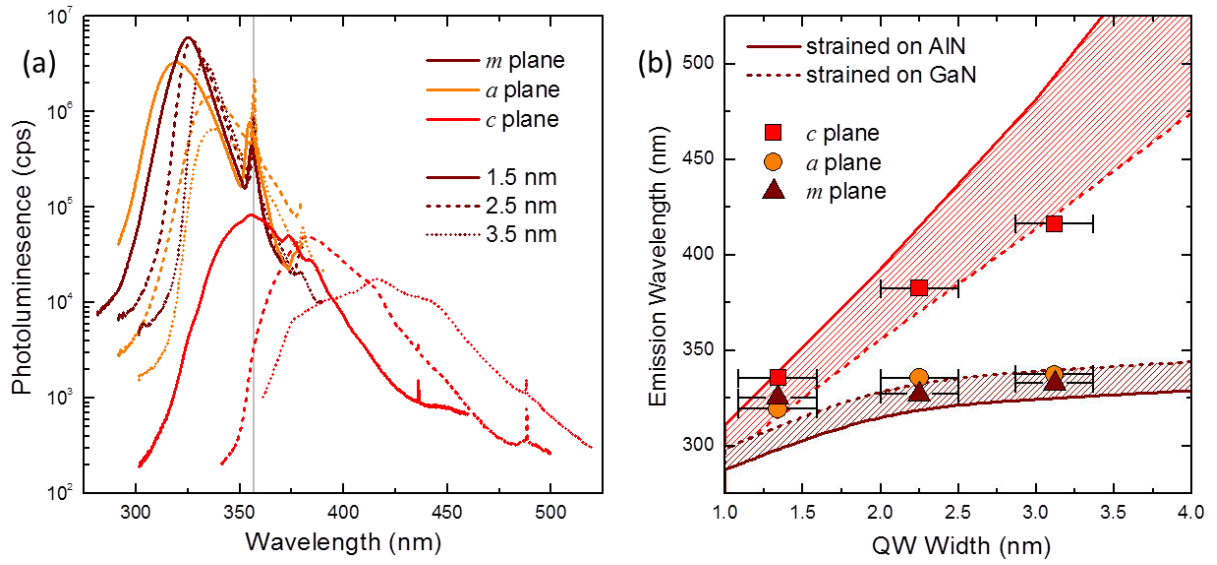 (a)
Photoluminesence (cps)
10^7
10^6
10^5
10^4
10^3
10^2
m plane
a plane
c plane
1.5 nm
2.5 nm
3.5 nm
300 350 400 450 500
Wavelength (nm)
(b)
Emission Wavelength (nm)
500
450
400
350
300
strained on AlN
strained on GaN
c plane
a plane
m plane
1.0 1.5 2.0 2.5 3.0 3.5 4.0
QW Width (nm)